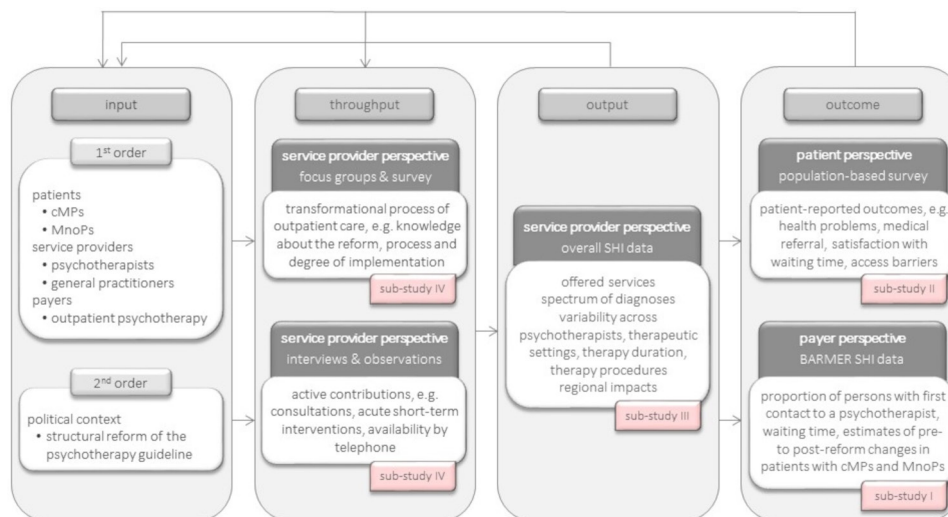 input
1st order
patients
• cMPs
• MnoPs
service providers
• psychotherapists
• general practitioners
payers
• outpatient psychotherapy
2nd order
political context
• structural reform of the
psychotherapy guideline
throughput
service provider perspective
focus groups & survey
transformational process of
outpatient care, e.g. knowledge
about the reform, process and
degree of implementation
sub-study IV
service provider perspective
interviews & observations
active contributions, e.g.
consultations, acute short-term
interventions, availability by
telephone
sub-study IV
output
service provider perspective
overall SHI data
offered services
spectrum of diagnoses
variability across
psychotherapists, therapeutic
settings, therapy duration,
therapy procedures
regional impacts
sub-study III
outcome
patient perspective
population-based survey
patient-reported outcomes, e.g.
health problems, medical
referral, satisfaction with
waiting time, access barriers
sub-study II
payer perspective
BARMER SHI data
proportion of persons with first
contact to a psychotherapist,
waiting time, estimates of pre-
to post-reform changes in
patients with cMPs and MnoPs
sub-study I